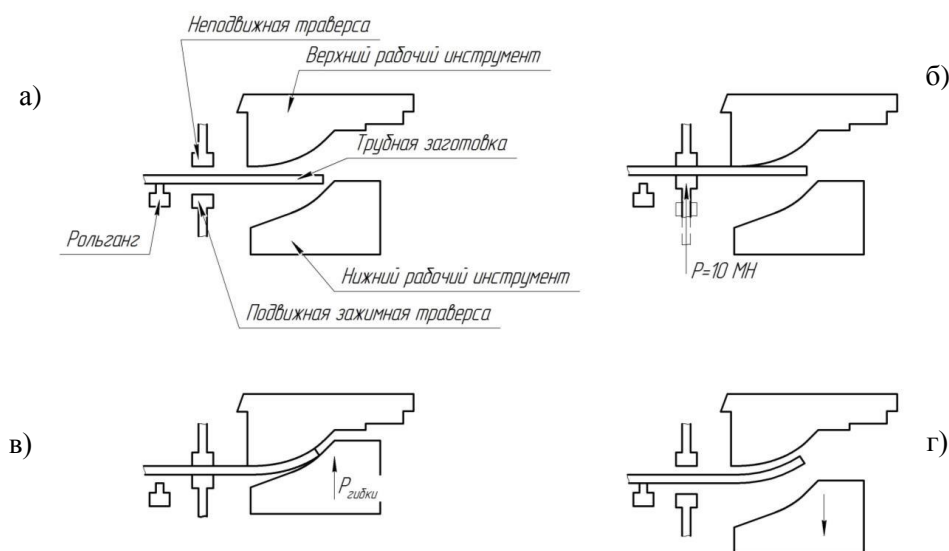 Неподвижная траверса
Верхний рабочий инструмент
а)
б)
Трубная заготовка
Рольганг
Нижний рабочий инструмент
P=10 МН
Подвижная зажимная траверса
в)
г)
Pгибки